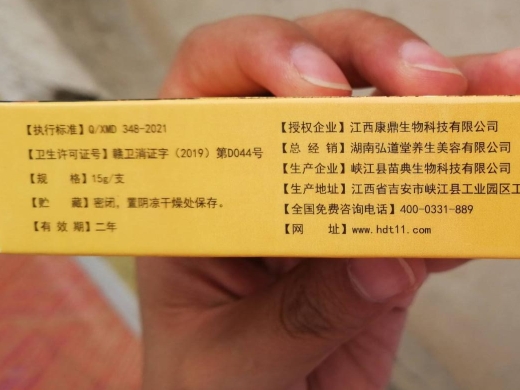 【执行标准】Q/XMD 348-2021
【卫生许可证号】赣卫消证字（2019）第D044号
【规 格】15g/支
【贮 藏】密闭，置阴凉干燥处保存。
【有 效 期】二年
【授权企业】江西康鼎生物科技有限公司
【总 经 销】湖南弘道堂养生美容有限公司
【生产企业】峡江县苗典生物科技有限公司
【生产地址】江西省吉安市峡江县工业园区工
【全国免费咨询电话】400-0331-889
【网 址】www.hdt11.com